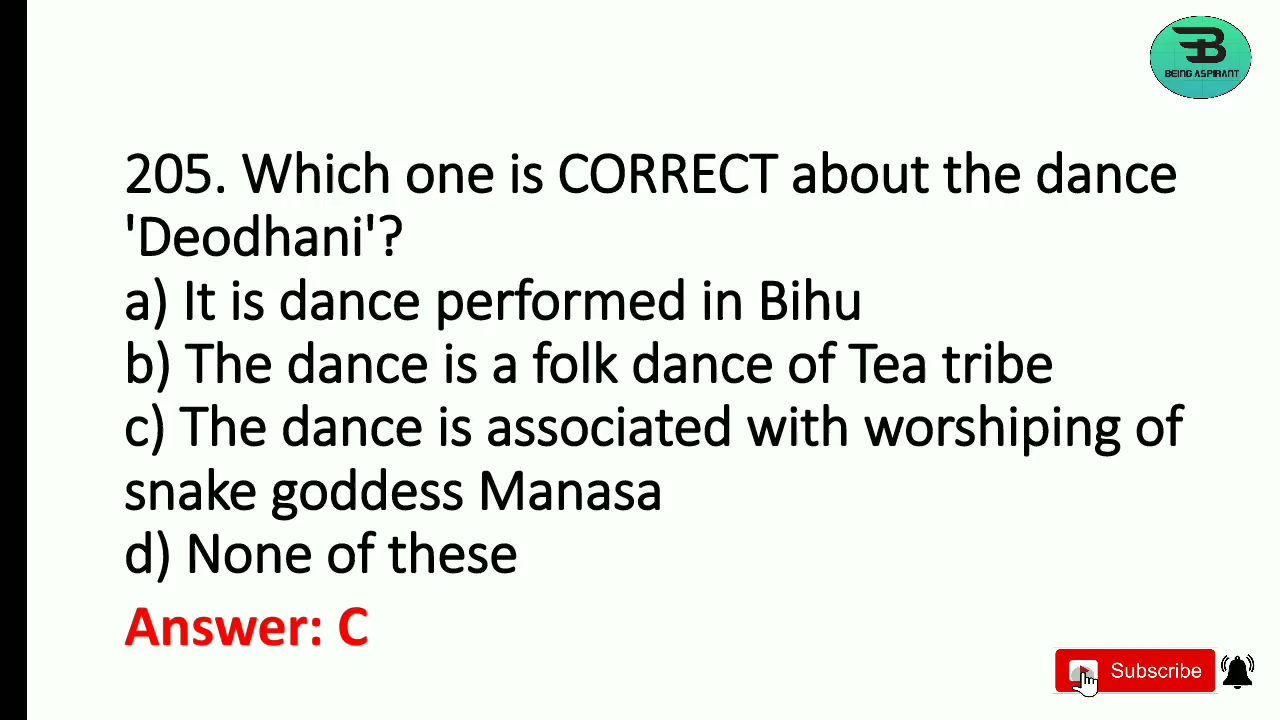 BEING ASPIRANT
205. Which one is CORRECT about the dance
'Deodhani'?
a) It is dance performed in Bihu
b) The dance is a folk dance of Tea tribe
c) The dance is associated with worshiping of
snake goddess Manasa
d) None of these
Answer: C
Subscribe